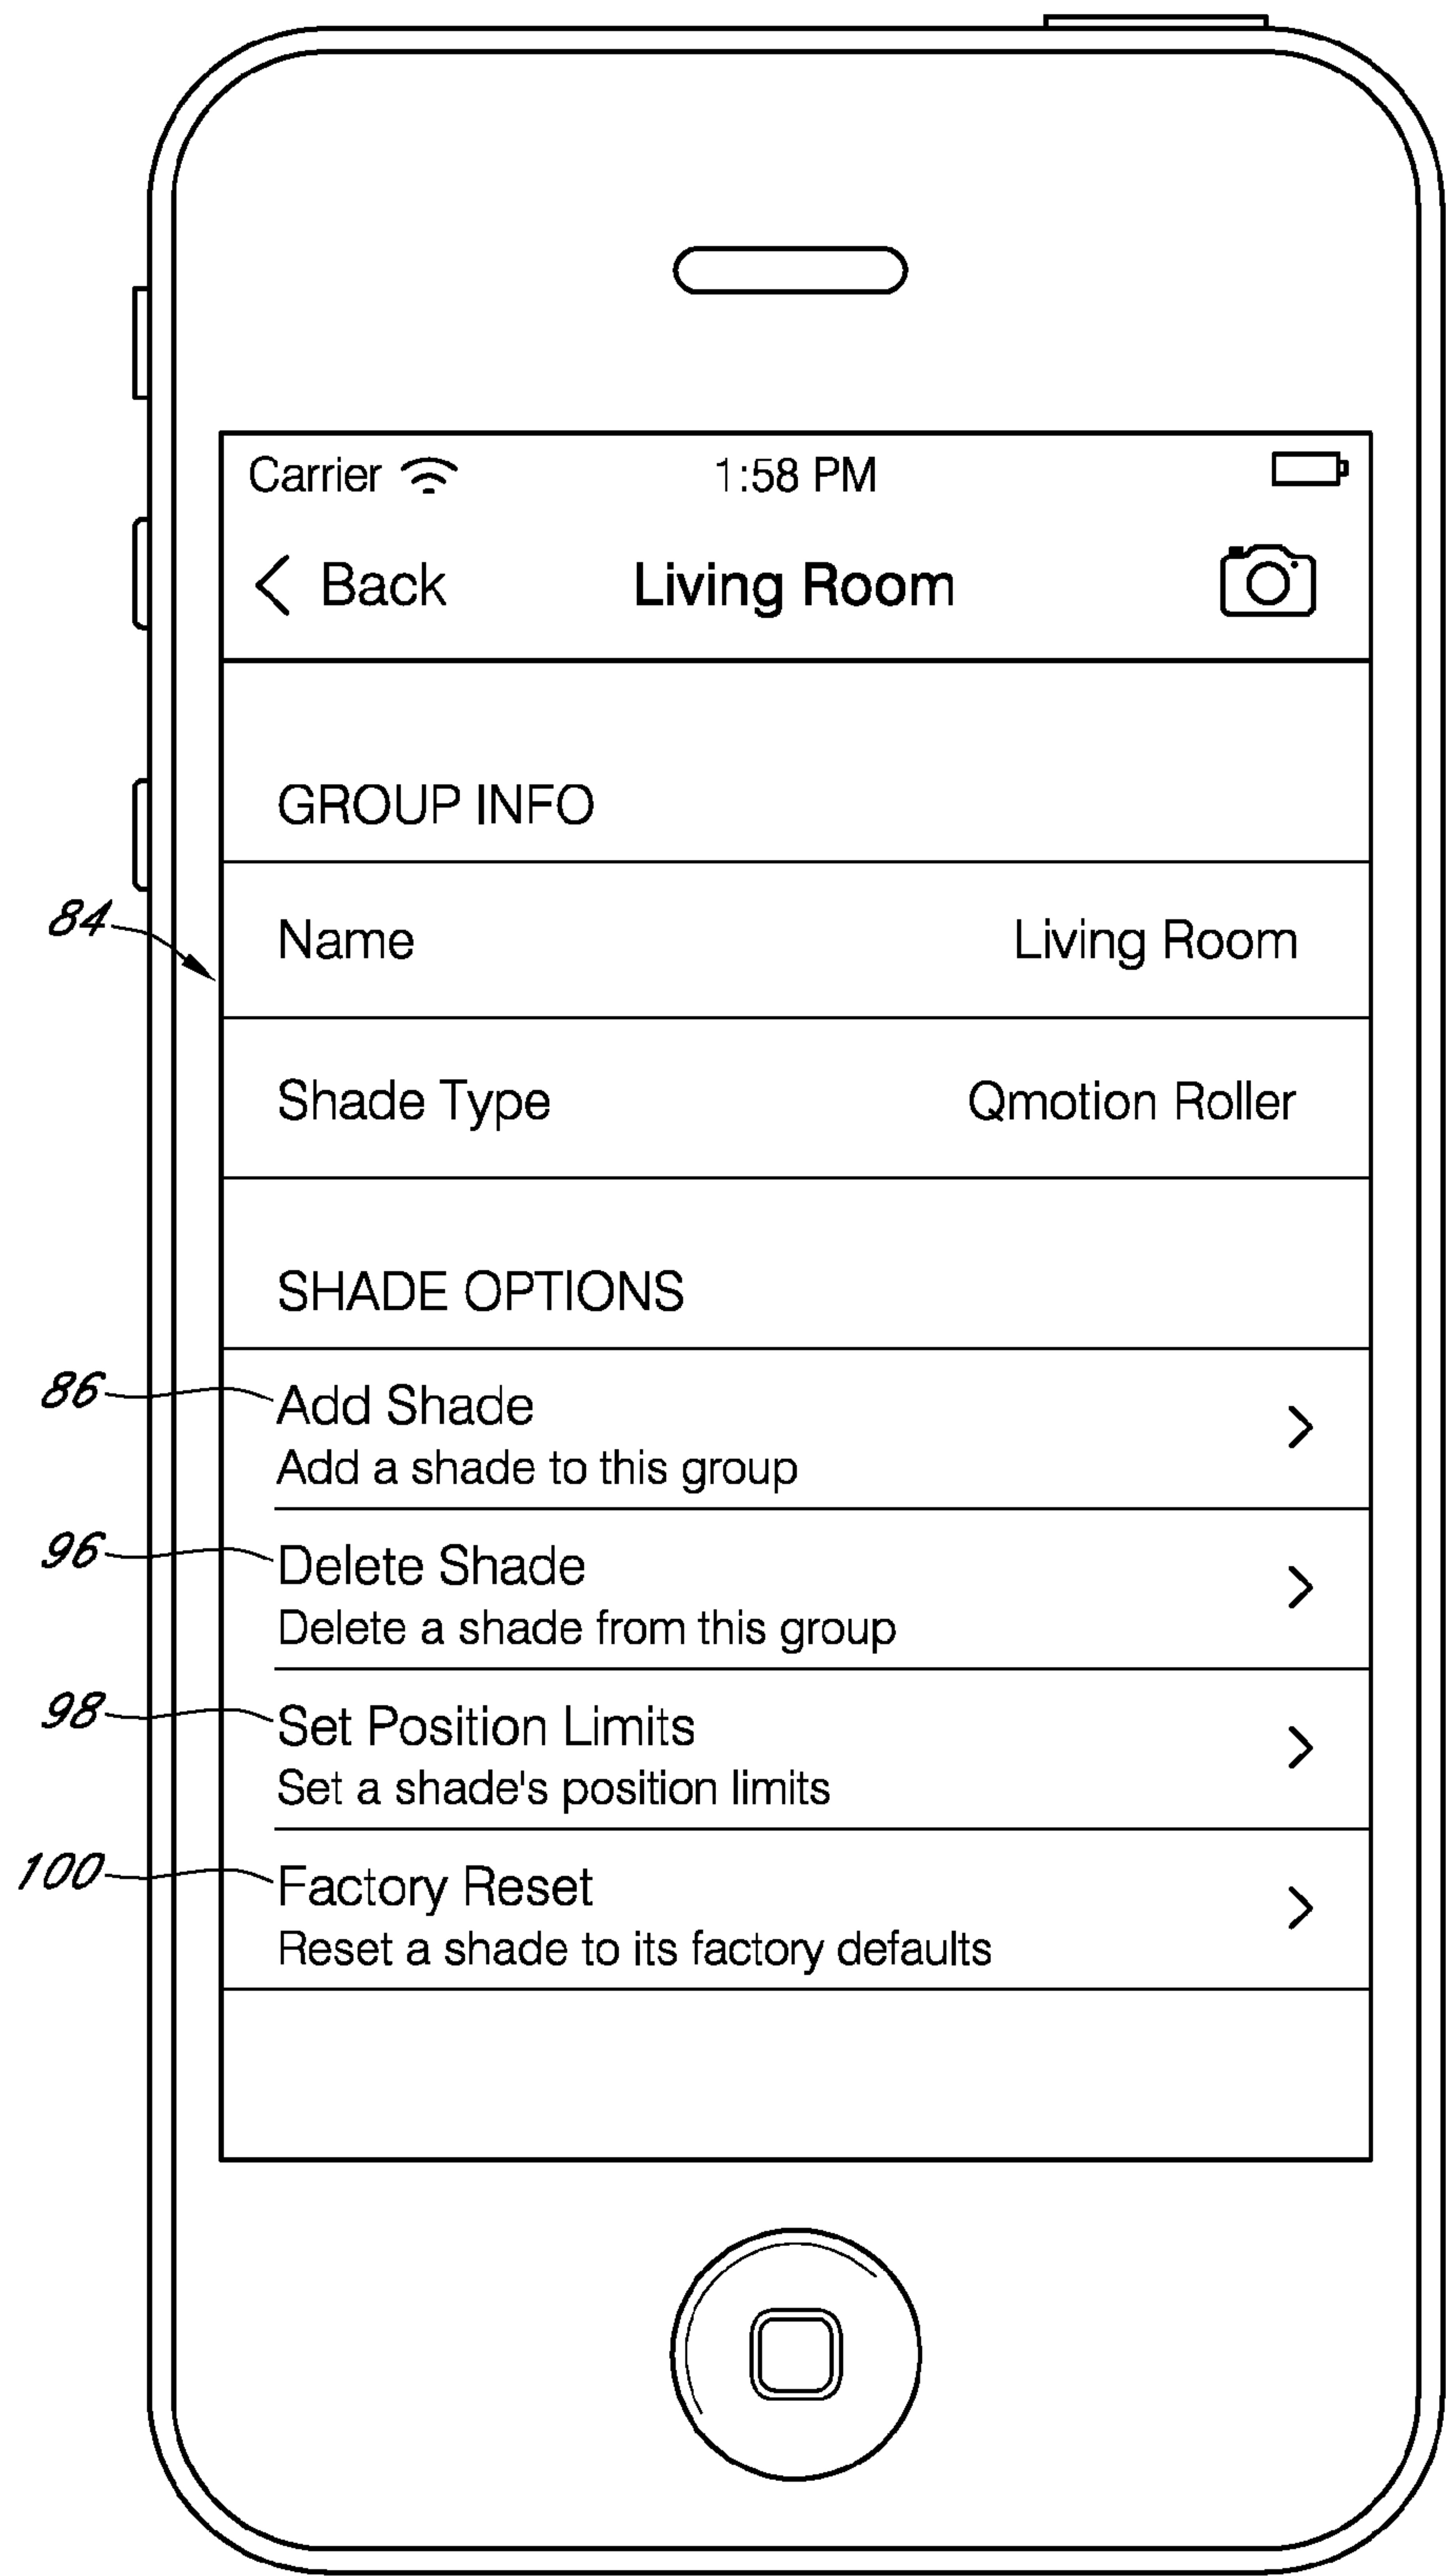 Carrier 1:58 PM
Back Living Room
GROUP INFO
84
Name Living Room
Shade Type Qmotion Roller
SHADE OPTIONS
86 Add Shade
Add a shade to this group
96 Delete Shade
Delete a shade from this group
98 Set Position Limits
Set a shade's position limits
100 Factory Reset
Reset a shade to its factory defaults